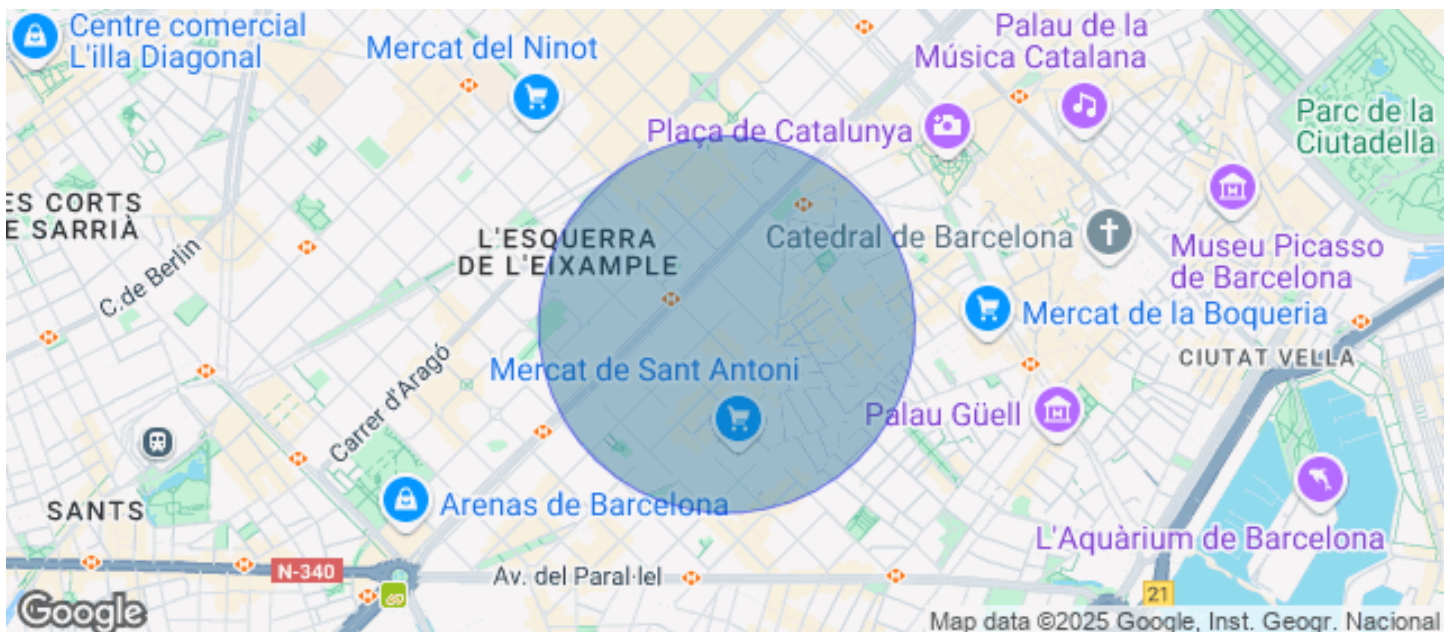 Centre comercial
L'illa Diagonal
Mercat del Ninot
Palau de la
Música Catalana
Plaça de Catalunya
Parc de la
Ciutadella
ES CORTS
E SARRIÀ
L'ESQUERRA
DE L'EIXAMPLE
Catedral de Barcelona
Museu Picasso
de Barcelona
C. de Berlin
Mercat de la Boqueria
CIUTAT VELLA
Mercat de Sant Antoni
Carrer d'Aragó
Palau Güell
SANTS
Arenas de Barcelona
L'Aquàrium de Barcelona
N-340
Av. del Paral·lel
21
Google
Map data ©2025 Google, Inst. Geogr. Nacional